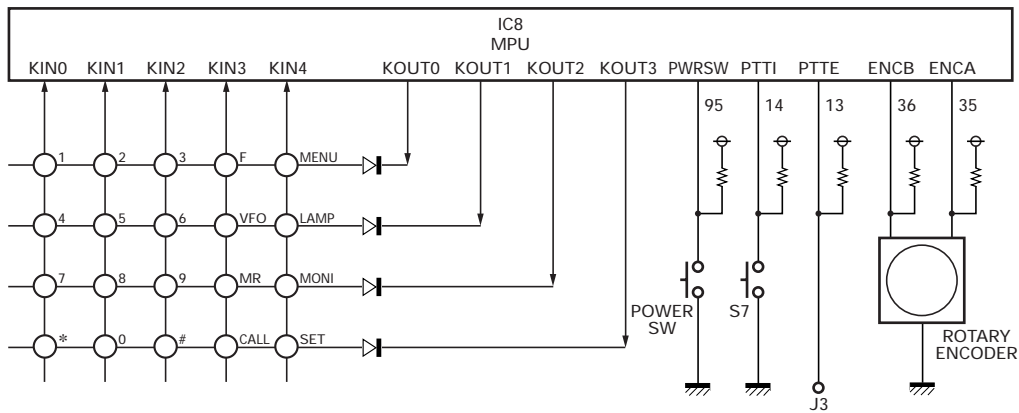 IC8
MPU
KIN0 KIN1 KIN2 KIN3 KIN4 KOUT0 KOUT1 KOUT2 KOUT3 PWRSW PTTI PTTE ENCB ENCA
95 14 13 36 35
1 2 3 F MENU
4 5 6 VFO LAMP
7 8 9 MR MONI
POWER
SW
S7
* 0 # CALL SET
ROTARY
ENCODER
J3